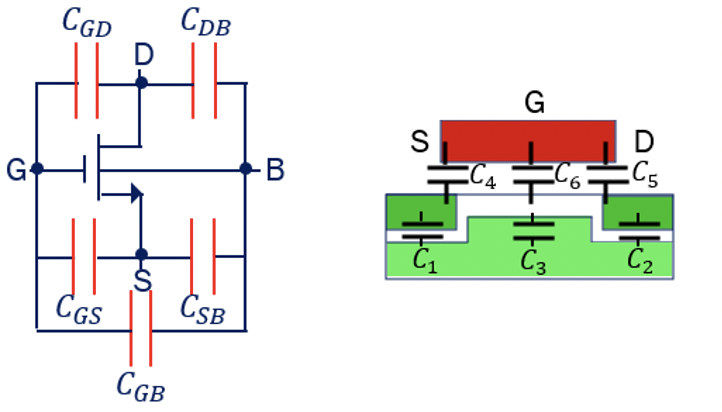 C_GD C_DB
D
G B
S
C_GS C_SB
C_GB
G
S D
C_4 C_6 C_5
C_1 C_3 C_2